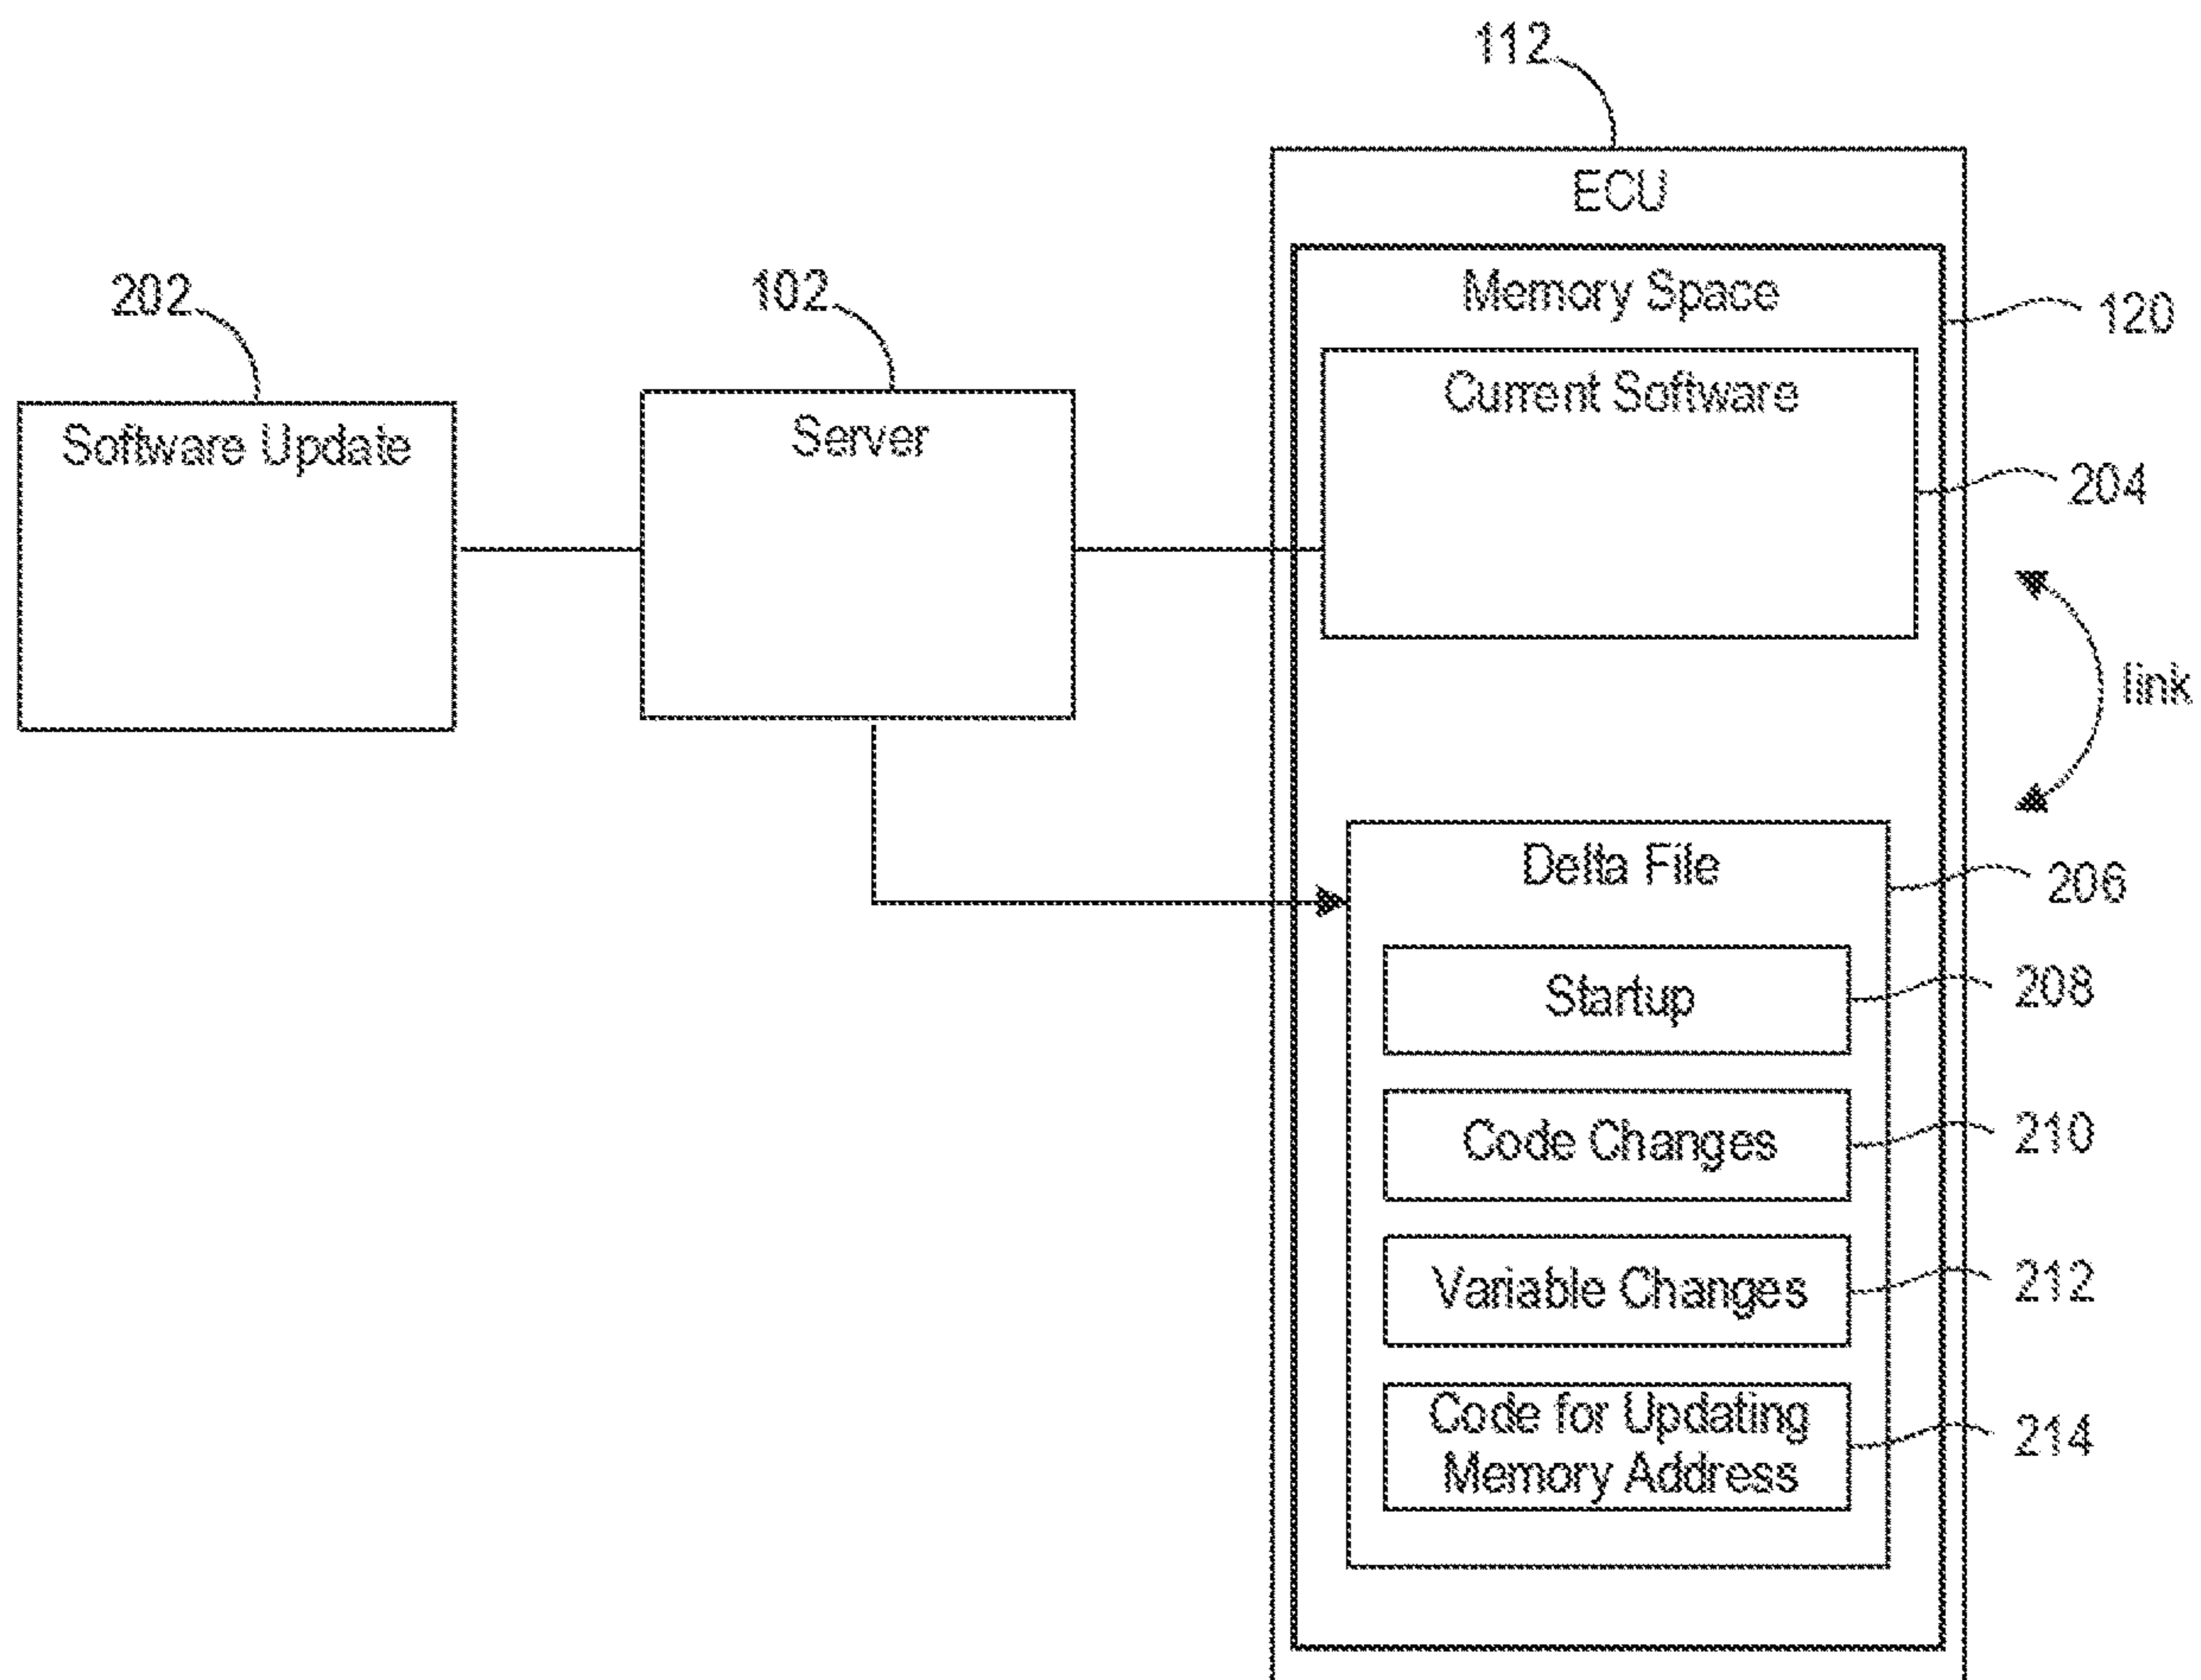 112
ECU
202
102
Memory Space
120
Software Update
Server
Current Software
204
link
Delta File
206
Startup
208
Code Changes
210
Variable Changes
212
Code for Updating
Memory Address
214